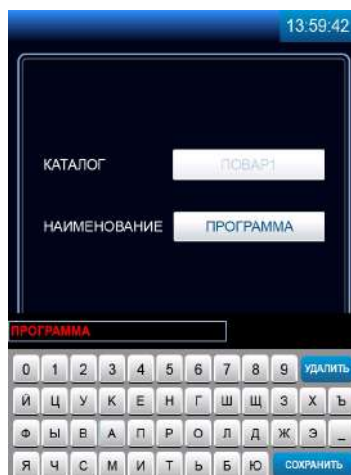 13:59:42
КАТАЛОГ ПОВАР1
НАИМЕНОВАНИЕ ПРОГРАММА
ПРОГРАММА
0 1 2 3 4 5 6 7 8 9 УДАЛИТЬ
Й Ц У К Е Н Г Ш Щ З Х Ъ
Ф Ы В А П Р О Л Д Ж Э _
Я Ч С М И Т Ь Б Ю СОХРАНИТЬ